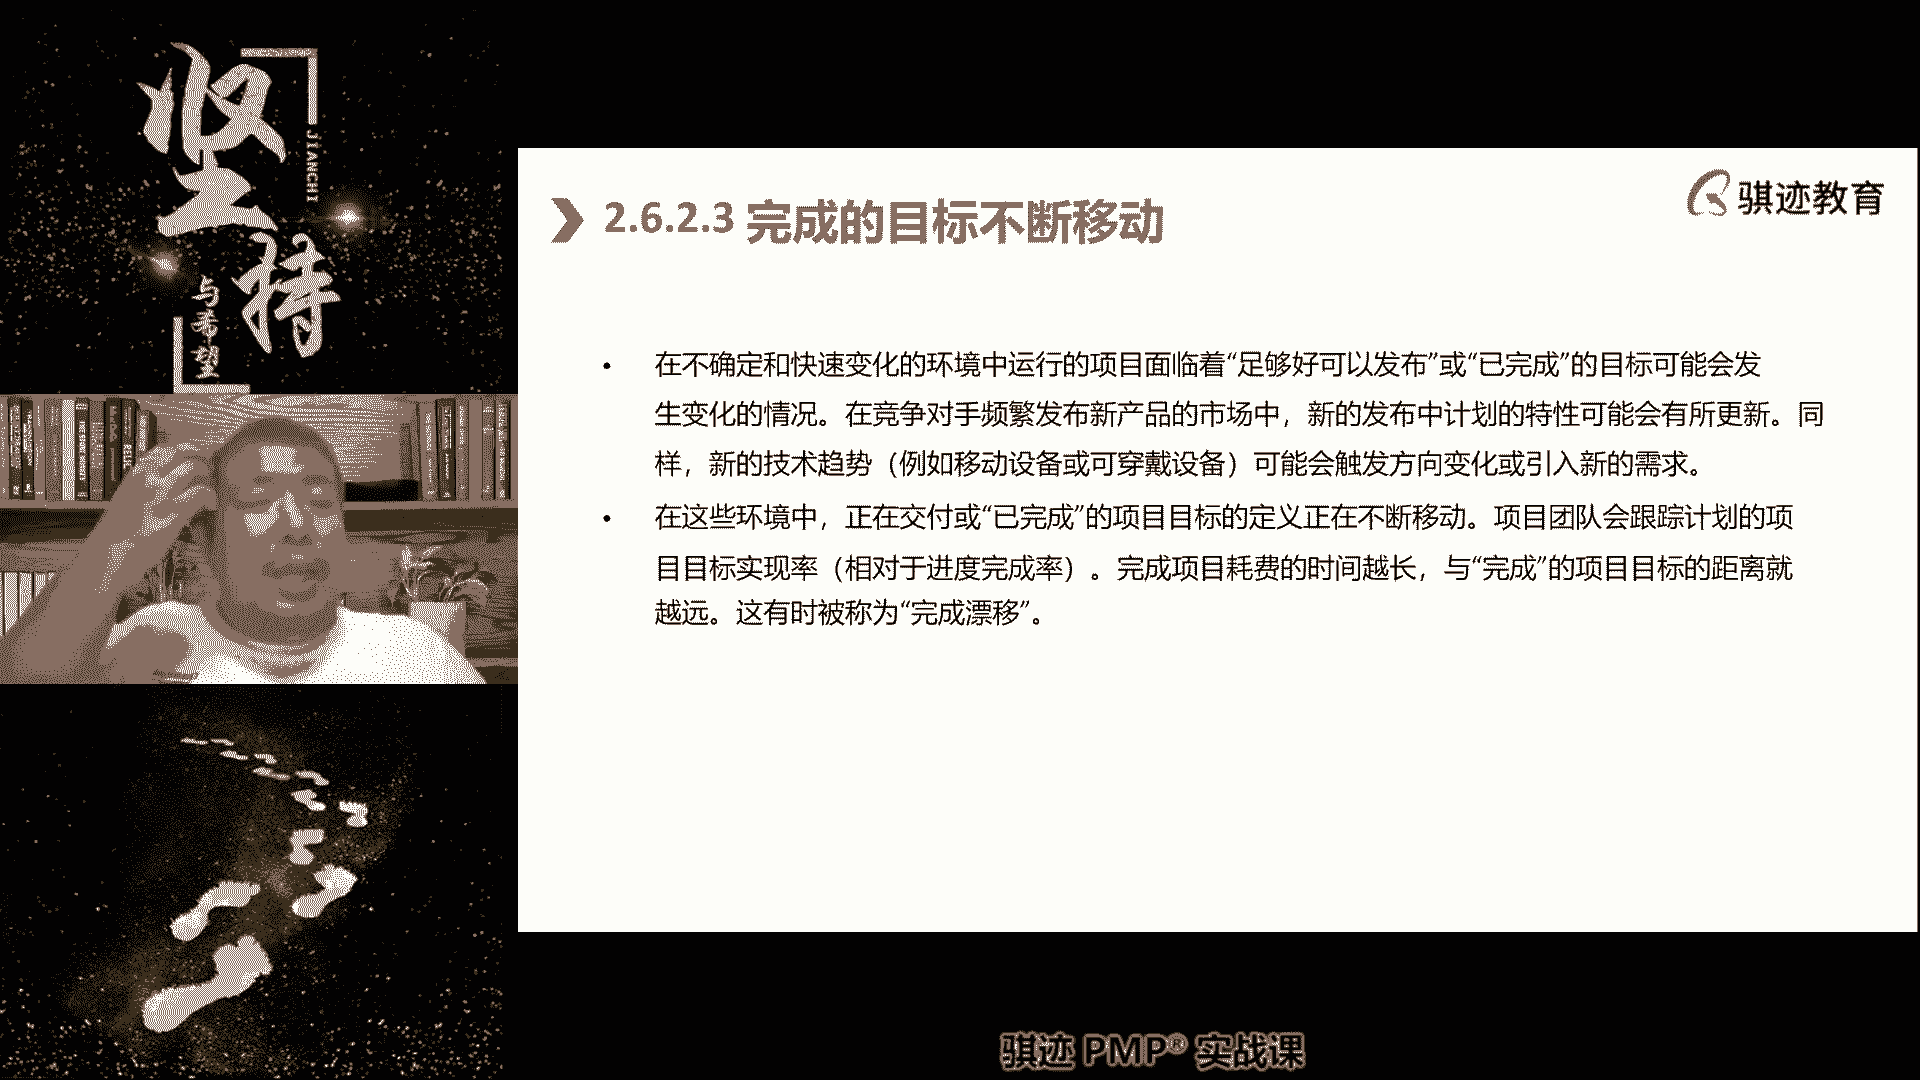 坚持
JIANCHI
与希望
2.6.2.3 完成的目标不断移动
骐迹教育
• 在不确定和快速变化的环境中运行的项目面临着“足够好可以发布”或“已完成”的目标可能会发
生变化的情况。在竞争对手频繁发布新产品的市场中，新的发布中计划的特性可能会有所更新。同
样，新的技术趋势（例如移动设备或可穿戴设备）可能会触发方向变化或引入新的需求。
• 在这些环境中，正在交付或“已完成”的项目目标的定义正在不断移动。项目团队会跟踪计划的项
目目标实现率（相对于进度完成率）。完成项目耗费的时间越长，与“完成”的项目目标的距离就
越远。这有时被称为“完成漂移”。
骐迹 PMP® 实战课